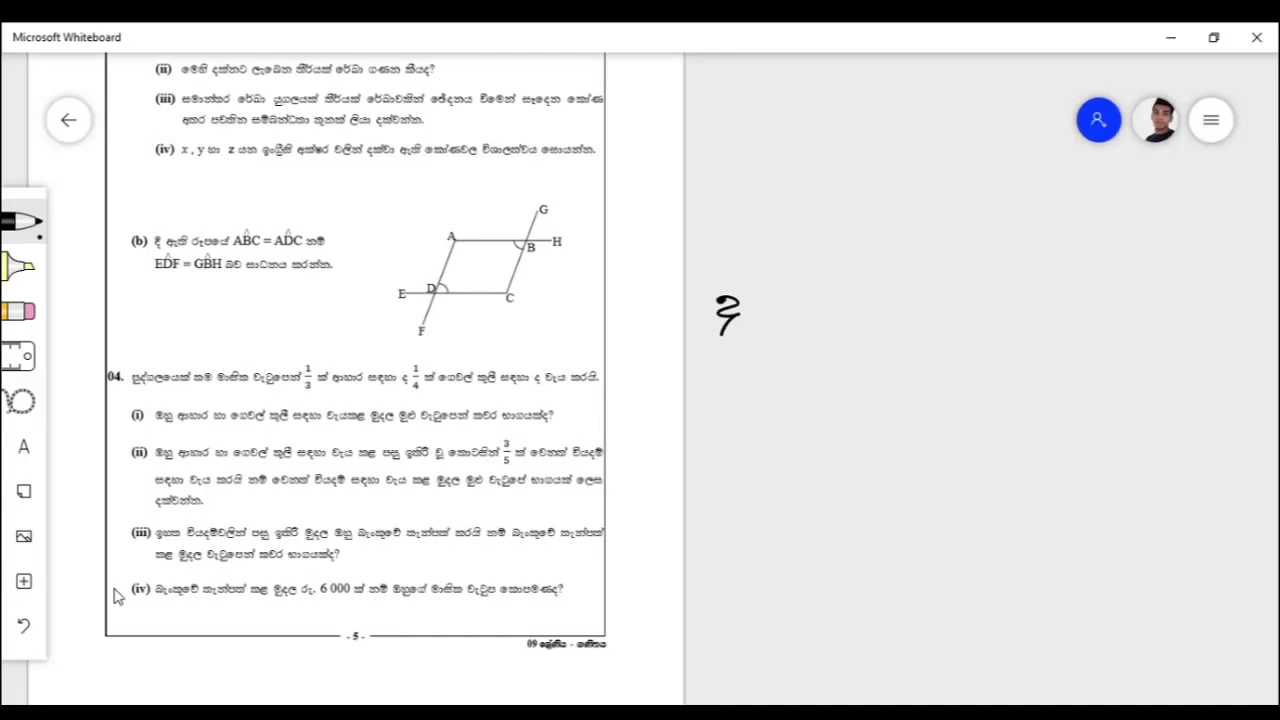 Microsoft Whiteboard
(ii) මෙහි දක්නට ලැබෙන තීර්යක් රේඛා ගණන කීයද?
(iii) සමාන්තර රේඛා යුගලයක් තීර්යක් රේඛාවකින් ඡේදනය වීමෙන් සෑදෙන කෝණ
අතර පවතින සම්බන්ධතා තුනක් ලියා දක්වන්න.
(iv) x , y හා z යන ඉංග්‍රීසි අක්ෂර වලින් දක්වා ඇති කෝණවල විශාලත්වය සොයන්න.
(b) දී ඇති රූපයේ AB̂C = AD̂C නම්
ED̂F = GB̂H බව සාධනය කරන්න.
G
A
H
B
D
E
C
F
04. පුද්ගලයෙක් තම මාසික වැටුපෙන් 1/3 ක් ආහාර සඳහා ද 1/4 ක් ගෙවල් කුලී සඳහා ද වැය කරයි.
(i) ඔහු ආහාර හා ගෙවල් කුලී සඳහා වැයකළ මුදල මුළු වැටුපෙන් කවර භාගයක්ද?
(ii) ඔහු ආහාර හා ගෙවල් කුලී සඳහා වැය කළ පසු ඉතිරී වූ කොටසින් 3/5 ක් වෙනත් වියදම්
සඳහා වැය කරයි නම් වෙනත් වියදම් සඳහා වැය කළ මුදල මුළු වැටුපේ භාගයක් ලෙස
දක්වන්න.
(iii) ඉහත වියදම්වලින් පසු ඉතිරී මුදල ඔහු බැංකුවේ තැන්පත් කරයි නම් බැංකුවේ තැන්පත්
කළ මුදල වැටුපෙන් කවර භාගයක්ද?
(iv) බැංකුවේ තැන්පත් කළ මුදල රු. 6 000 ක් නම් ඔහුගේ මාසික වැටුප කොපමණද?
- 5 -
09 ශ්‍රේණිය - ගණිතය